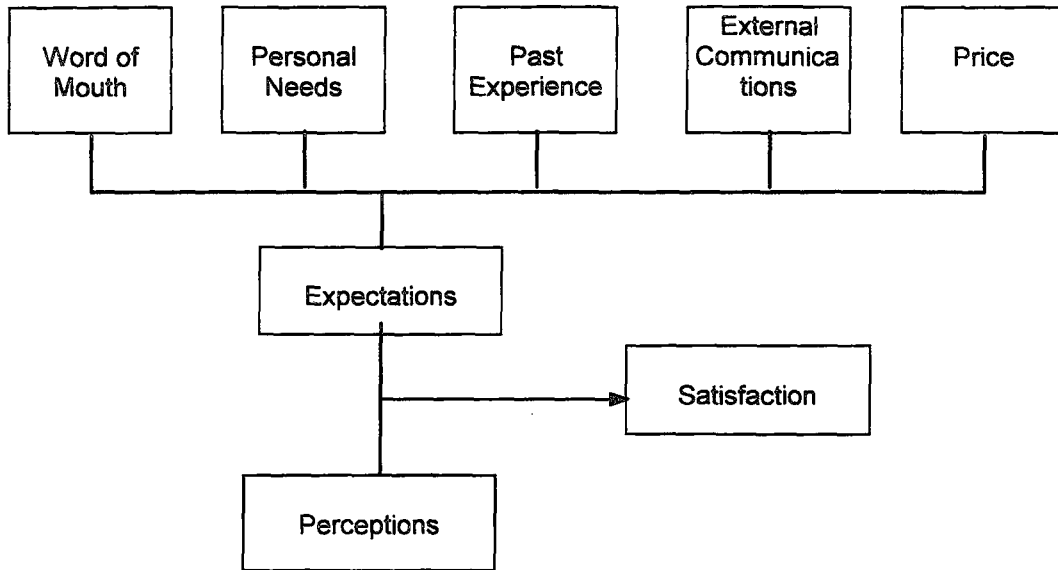 Word of
Mouth
Personal
Needs
Past
Experience
External
Communica
tions
Price
Expectations
Satisfaction
Perceptions